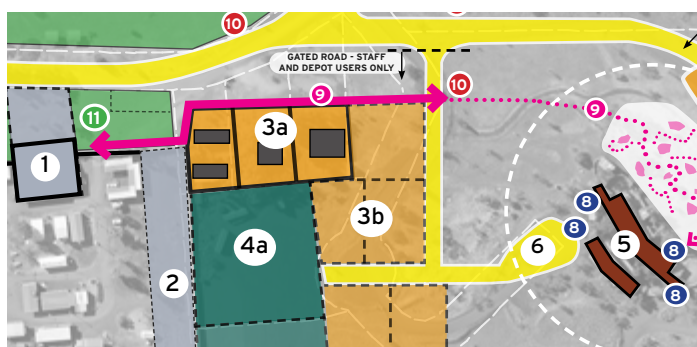 10
GATED ROAD - STAFF
AND DEPOT USERS ONLY
9
10
9
11
3a
1
8
3b
8
4a
6
5
8
2
8